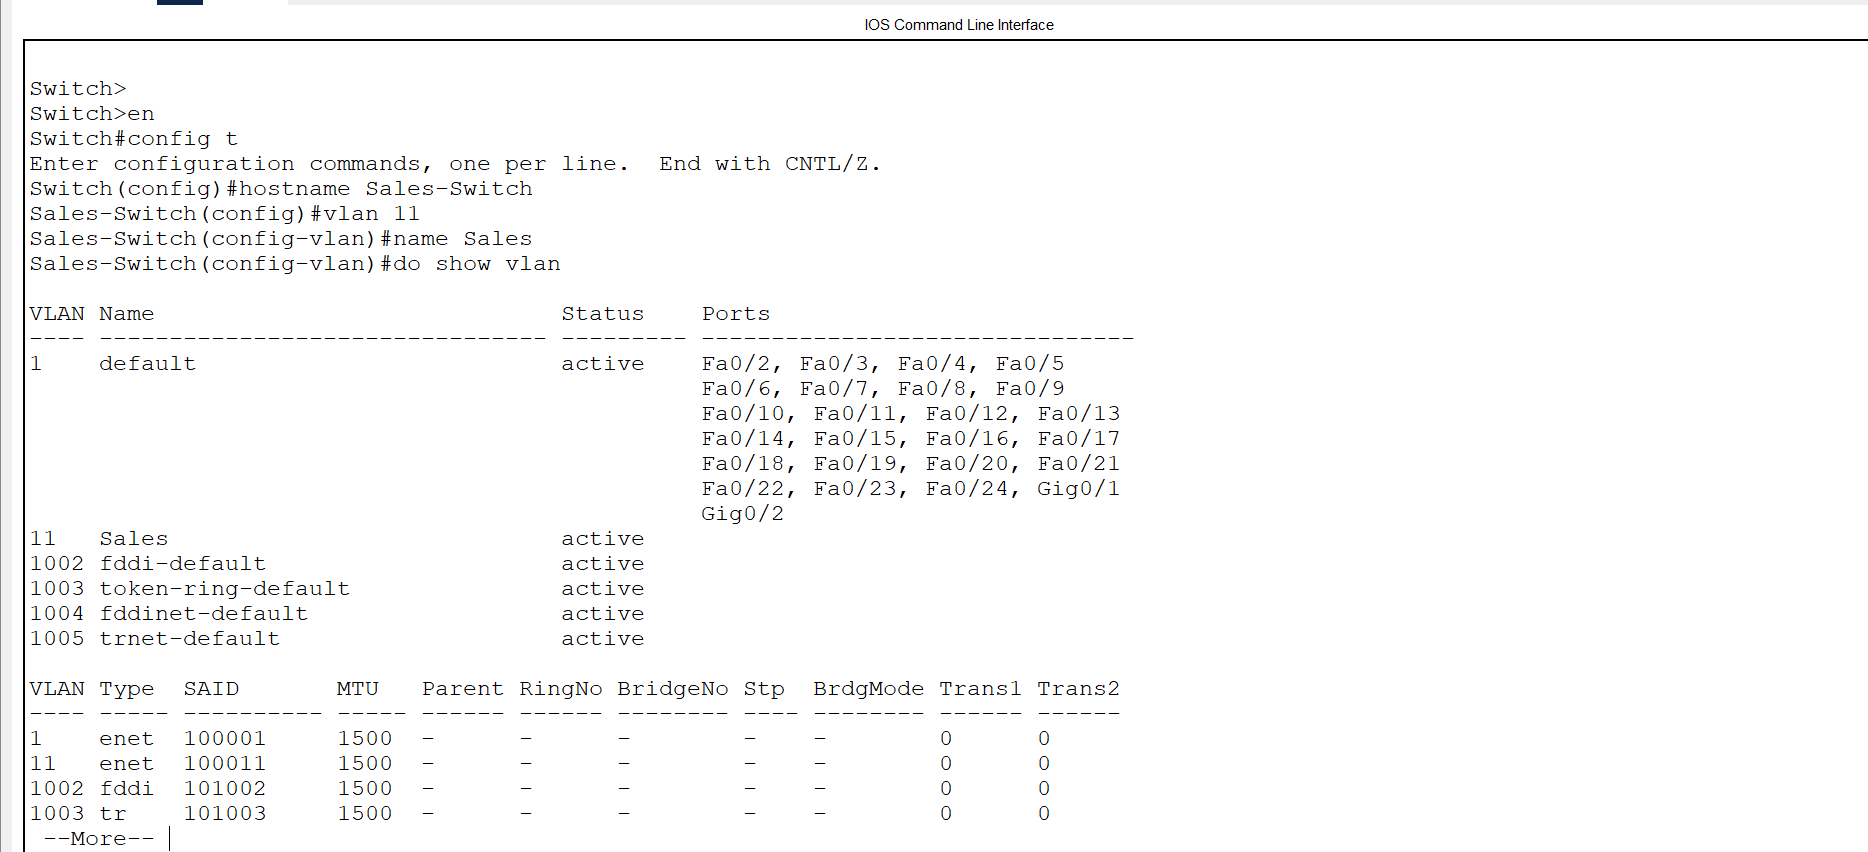 IOS Command Line Interface
Switch>
Switch>en
Switch#config t
Enter configuration commands, one per line.  End with CNTL/Z.
Switch(config)#hostname Sales-Switch
Sales-Switch(config)#vlan 11
Sales-Switch(config-vlan)#name Sales
Sales-Switch(config-vlan)#do show vlan

VLAN Name                             Status    Ports
---- -------------------------------- --------- -------------------------------
1    default                          active    Fa0/2, Fa0/3, Fa0/4, Fa0/5
                                                Fa0/6, Fa0/7, Fa0/8, Fa0/9
                                                Fa0/10, Fa0/11, Fa0/12, Fa0/13
                                                Fa0/14, Fa0/15, Fa0/16, Fa0/17
                                                Fa0/18, Fa0/19, Fa0/20, Fa0/21
                                                Fa0/22, Fa0/23, Fa0/24, Gig0/1
                                                Gig0/2
11   Sales                            active
1002 fddi-default                     active
1003 token-ring-default               active
1004 fddinet-default                  active
1005 trnet-default                    active

VLAN Type  SAID       MTU   Parent RingNo BridgeNo Stp  BrdgMode Trans1 Trans2
---- ----- ---------- ----- ------ ------ -------- ---- -------- ------ ------
1    enet  100001     1500  -      -      -        -    -        0      0
11   enet  100011     1500  -      -      -        -    -        0      0
1002 fddi  101002     1500  -      -      -        -    -        0      0
1003 tr    101003     1500  -      -      -        -    -        0      0
 --More--